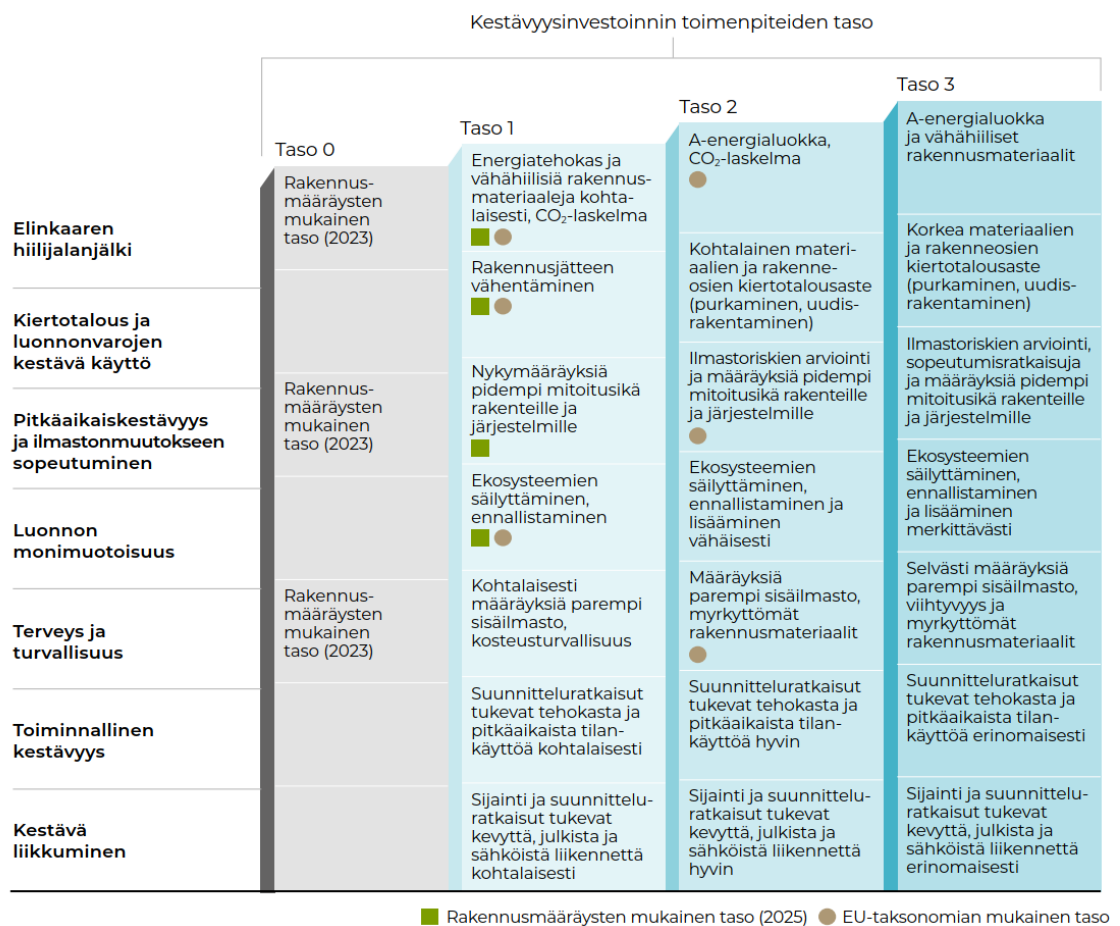 Kestävyysinvestoinnin toimenpiteiden taso
Taso 0
Taso 1
Taso 2
Taso 3
Elinkaaren
hiilijalanjälki
Rakennus-
määräysten
mukainen
taso (2023)
Energiatehokas ja
vähähiilisiä rakennus-
materiaaleja kohta-
laisesti, CO₂-laskelma
A-energialuokka,
CO₂-laskelma
A-energialuokka
ja vähähiiliset
rakennusmateriaalit
Kiertotalous ja
luonnonvarojen
kestävä käyttö
Rakennusjätteen
vähentäminen
Kohtalainen materi-
aalien ja rakenne-
osien kiertotalousaste
(purkaminen, uudis-
rakentaminen)
Korkea materiaalien
ja rakenneosien
kiertotalousaste
(purkaminen, uudis-
rakentaminen)
Pitkäaikaiskestävyys
ja ilmastonmuutokseen
sopeutuminen
Rakennus-
määräysten
mukainen
taso (2023)
Nykymääräyksiä
pidempi mitoitusikä
rakenteille ja
järjestelmille
Ilmastoriskien arviointi
ja määräyksiä pidempi
mitoitusikä rakenteille
ja järjestelmille
Ilmastoriskien arviointi,
sopeutumisratkaisuja
ja määräyksiä pidempi
mitoitusikä rakenteille
ja järjestelmille
Luonnon
monimuotoisuus
Ekosysteemien
säilyttäminen,
ennallistaminen
Ekosysteemien
säilyttäminen,
ennallistaminen ja
lisääminen
vähäisesti
Ekosysteemien
säilyttäminen,
ennallistaminen
ja lisääminen
merkittävästi
Terveys ja
turvallisuus
Rakennus-
määräysten
mukainen
taso (2023)
Kohtalaisesti
määräyksiä parempi
sisäilmasto,
kosteusturvallisuus
Määräyksiä
parempi sisäilmasto,
myrkyttömät
rakennusmateriaalit
Selvästi määräyksiä
parempi sisäilmasto,
viihtyvyys ja
myrkyttömät
rakennusmateriaalit
Toiminnallinen
kestävyys
Suunnitteluratkaisut
tukevat tehokasta ja
pitkäaikaista tilan-
käyttöä kohtalaisesti
Suunnitteluratkaisut
tukevat tehokasta ja
pitkäaikaista tilan-
käyttöä hyvin
Suunnitteluratkaisut
tukevat tehokasta ja
pitkäaikaista tilan-
käyttöä erinomaisesti
Kestävä
liikkuminen
Sijainti ja suunnittelu-
ratkaisut tukevat
kevyttä, julkista ja
sähköistä liikennettä
kohtalaisesti
Sijainti ja suunnittelu-
ratkaisut tukevat
kevyttä, julkista ja
sähköistä liikennettä
hyvin
Sijainti ja suunnittelu-
ratkaisut tukevat
kevyttä, julkista ja
sähköistä liikennettä
erinomaisesti
Rakennusmääräysten mukainen taso (2025)
EU-taksonomian mukainen taso